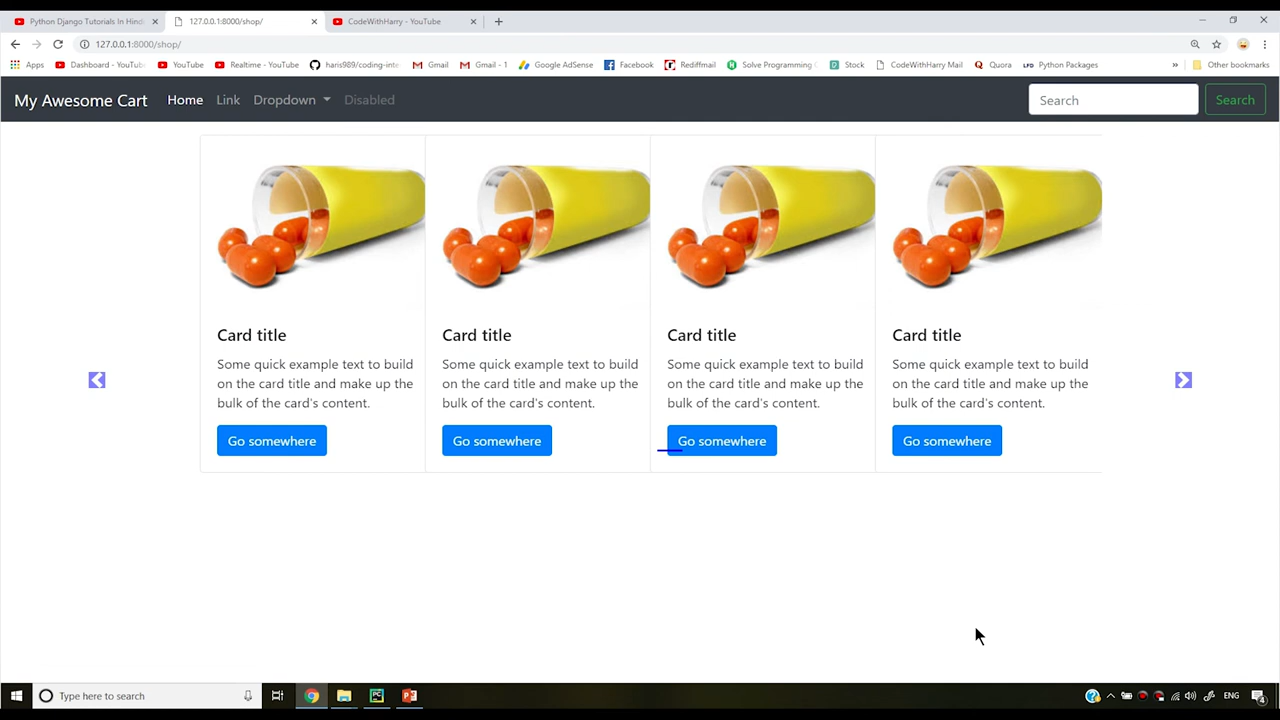 Python Django Tutorials In Hindi
127.0.0.1:8000/shop/
CodeWithHarry - YouTube
127.0.0.1:8000/shop/
Apps
Dashboard - YouTube
YouTube
Realtime - YouTube
haris989/coding-inte
Gmail
Gmail - 1
Google AdSense
Facebook
Rediffmail
Solve Programming
Stock
CodeWithHarry Mail
Quora
Python Packages
»
Other bookmarks
My Awesome Cart
Home
Link
Dropdown
Disabled
Search
Search
Card title
Some quick example text to build
on the card title and make up the
bulk of the card's content.
Go somewhere
Card title
Some quick example text to build
on the card title and make up the
bulk of the card's content.
Go somewhere
Card title
Some quick example text to build
on the card title and make up the
bulk of the card's content.
Go somewhere
Card title
Some quick example text to build
on the card title and make up the
bulk of the card's content.
Go somewhere
Type here to search
ENG